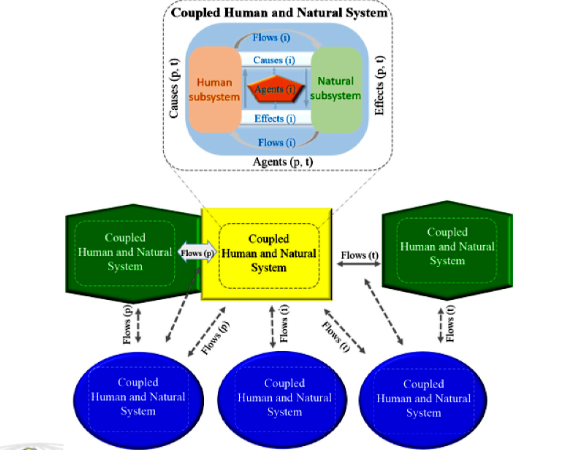 Coupled Human and Natural System
Flows (i)
Causes (i)
Human
subsystem
Agents (i)
Natural
subsystem
Effects (i)
Flows (i)
Causes (p, t)
Effects (p, t)
Agents (p, t)
Coupled
Human and Natural
System
Flows (p)
Coupled
Human and Natural
System
Flows (t)
Coupled
Human and Natural
System
Flows (p)
Flows (p)
Flows (i)
Flows (t)
Flows (t)
Coupled
Human and Natural
System
Coupled
Human and Natural
System
Coupled
Human and Natural
System